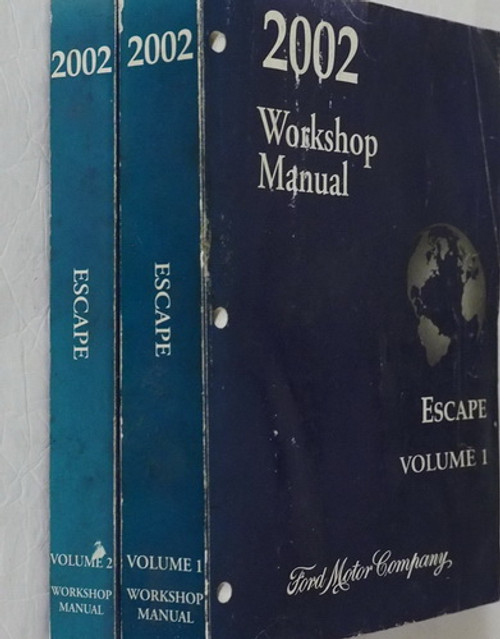 2002
ESCAPE
VOLUME 2
WORKSHOP
MANUAL
2002
ESCAPE
VOLUME 1
WORKSHOP
MANUAL
2002
Workshop
Manual
ESCAPE
VOLUME 1
Ford Motor Company